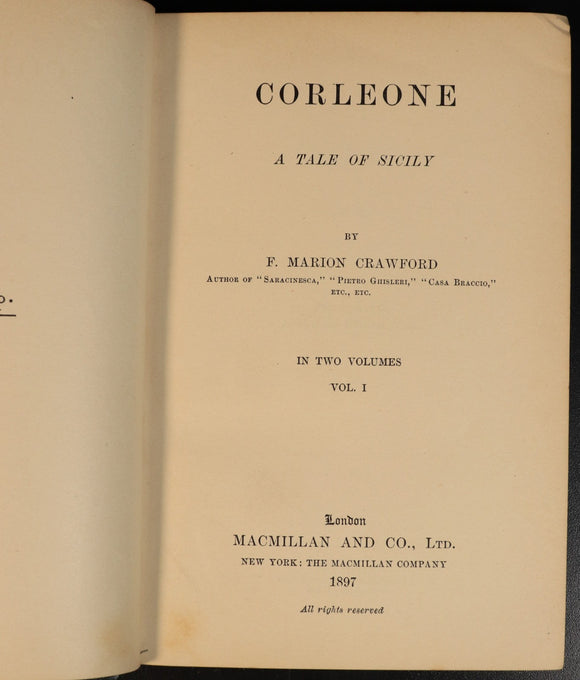 CORLEONE
A TALE OF SICILY
BY
F. MARION CRAWFORD
AUTHOR OF "SARACINESCA," "PIETRO GHISLERI," "CASA BRACCIO,"
ETC., ETC.
IN TWO VOLUMES
VOL. I
London
MACMILLAN AND CO., LTD.
NEW YORK: THE MACMILLAN COMPANY
1897
All rights reserved